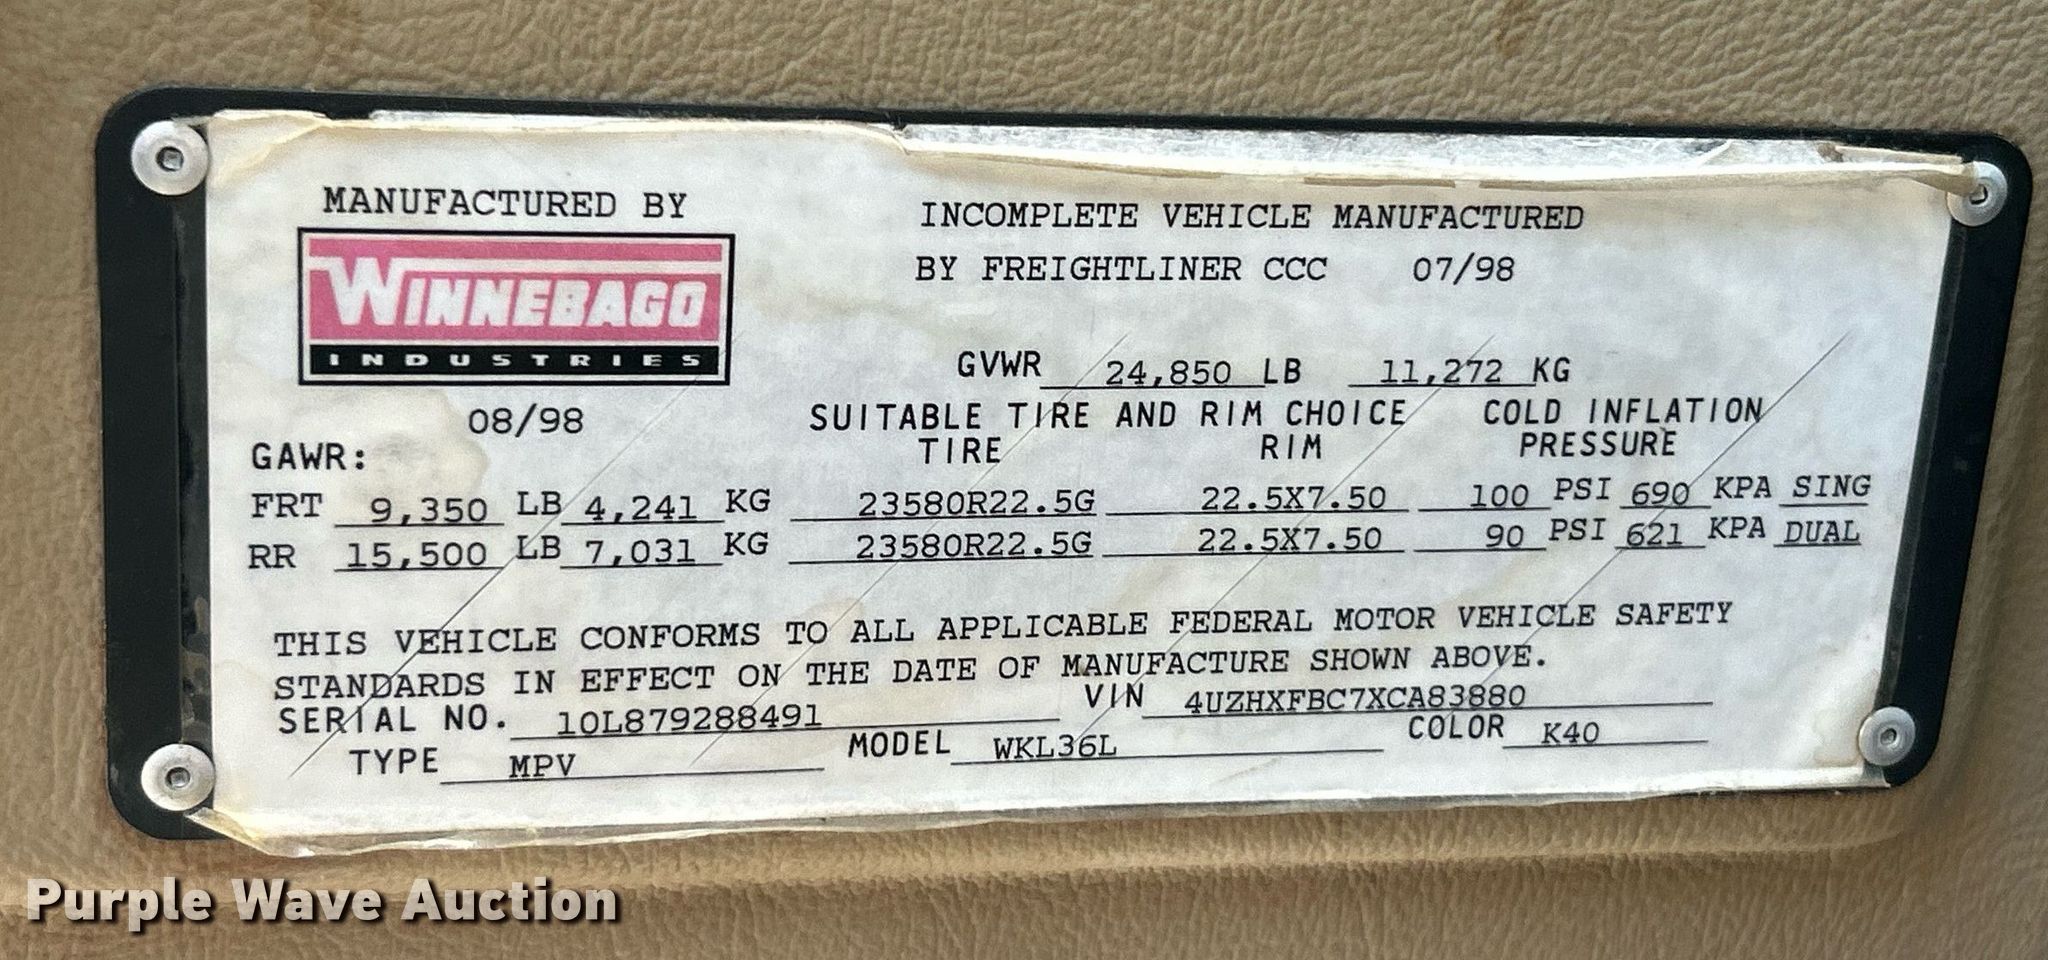 MANUFACTURED BY
WINNEBAGO
INDUSTRIES
08/98
INCOMPLETE VEHICLE MANUFACTURED
BY FREIGHTLINER CCC 07/98
GVWR 24,850 LB 11,272 KG
SUITABLE TIRE AND RIM CHOICE COLD INFLATION
TIRE RIM PRESSURE
GAWR:
FRT 9,350 LB 4,241 KG 23580R22.5G 22.5X7.50 100 PSI 690 KPA SING
RR 15,500 LB 7,031 KG 23580R22.5G 22.5X7.50 90 PSI 621 KPA DUAL
THIS VEHICLE CONFORMS TO ALL APPLICABLE FEDERAL MOTOR VEHICLE SAFETY
STANDARDS IN EFFECT ON THE DATE OF MANUFACTURE SHOWN ABOVE.
SERIAL NO. 10L879288491 VIN 4UZHXFBC7XCA83880
TYPE MPV MODEL WKL36L COLOR K40
Purple Wave Auction